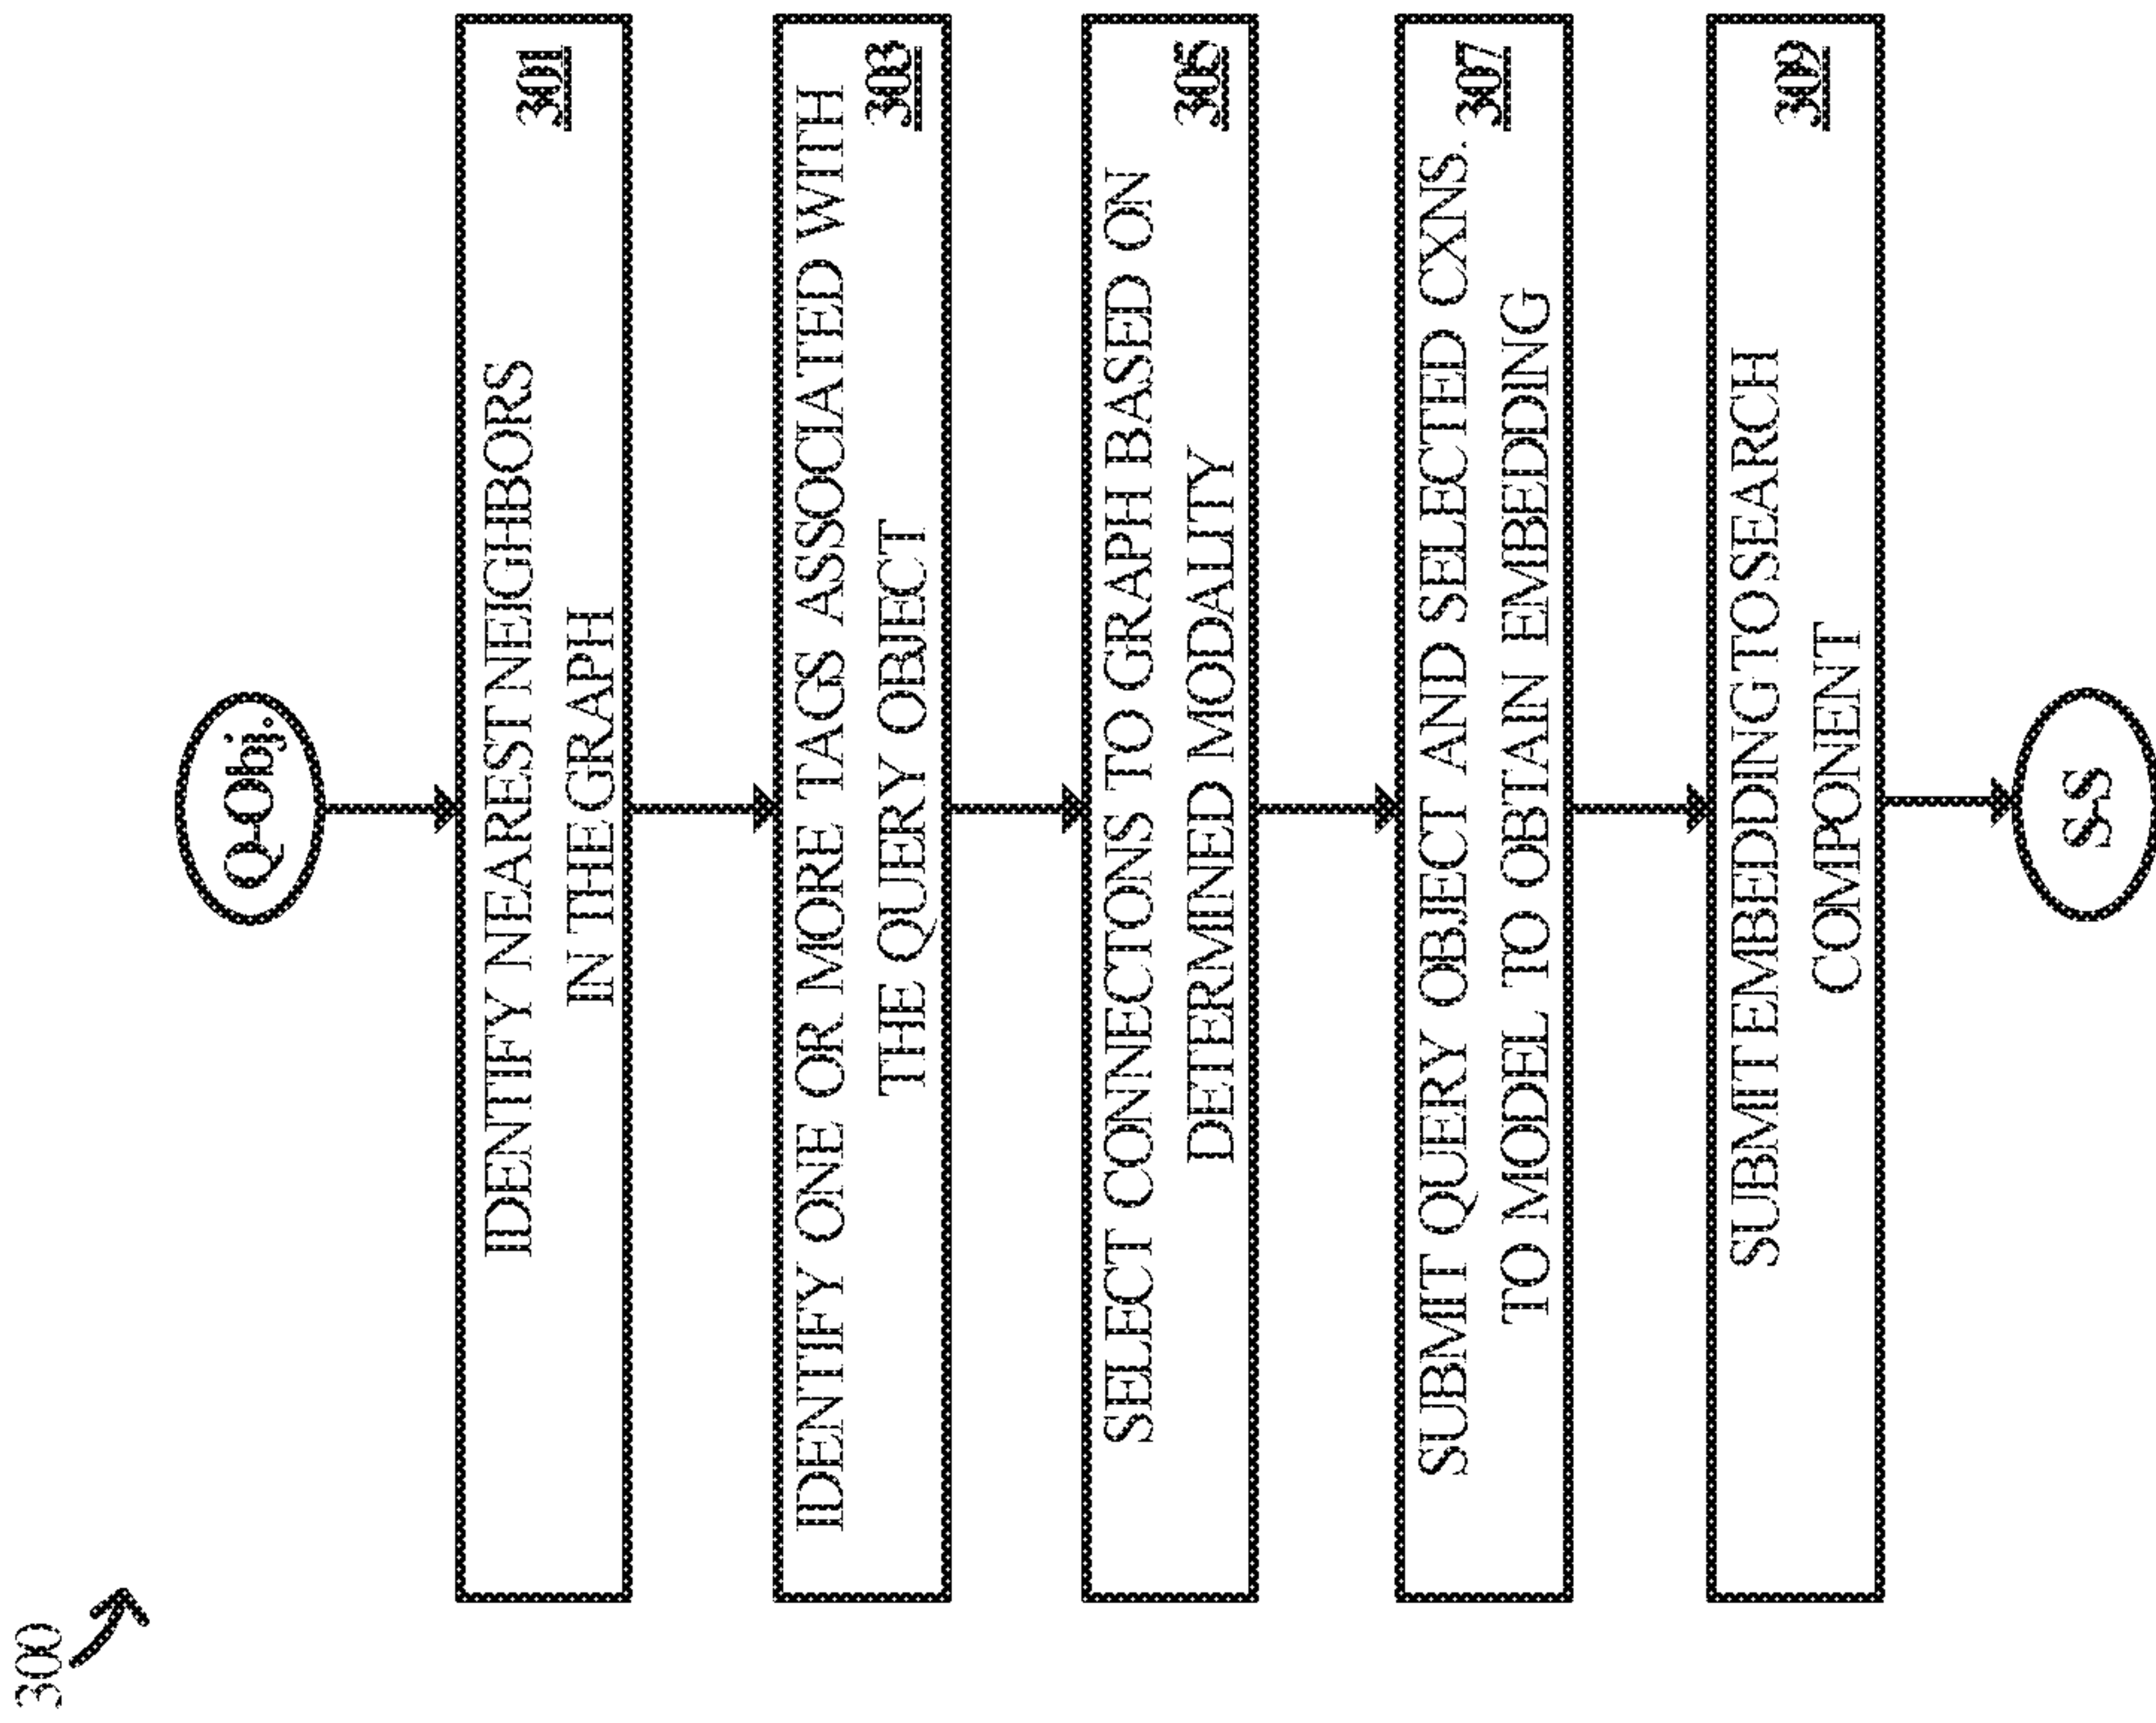 300
Q-Obj.
IDENTIFY NEAREST NEIGHBORS
IN THE GRAPH
301
IDENTIFY ONE OR MORE TAGS ASSOCIATED WITH
THE QUERY OBJECT
303
SELECT CONNECTONS TO GRAPH BASED ON
DETERMINED MODALITY
305
SUBMIT QUERY OBJECT AND SELECTED CXNS.
TO MODEL TO OBTAIN EMBEDDING
307
SUBMIT EMBEDDING TO SEARCH
COMPONENT
309
S-S